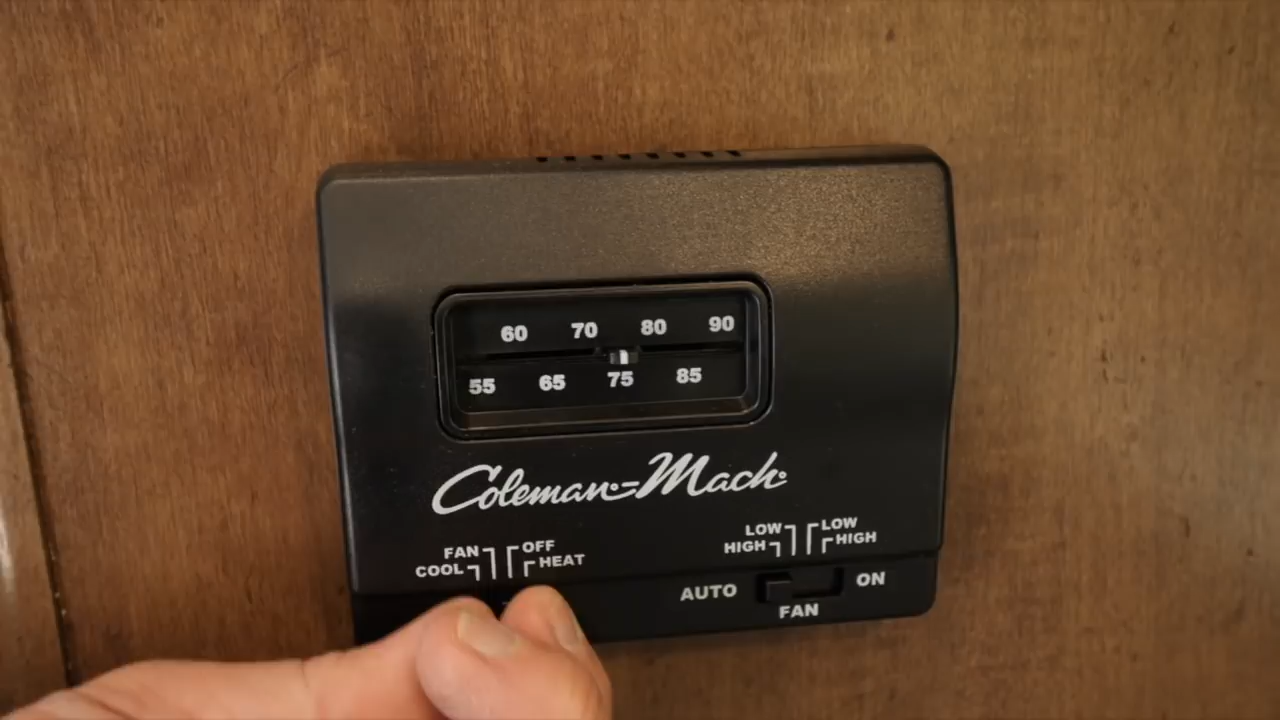 60 70 80 90
55 65 75 85
Coleman-Mach
FAN OFF
COOL HEAT
LOW LOW
HIGH HIGH
AUTO ON
FAN